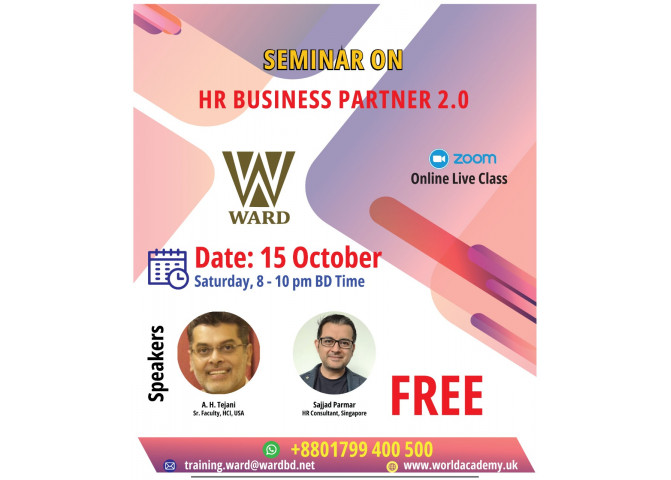 SEMINAR ON
HR BUSINESS PARTNER 2.0
zoom
Online Live Class
WARD
Date: 15 October
Saturday, 8 - 10 pm BD Time
Speakers
A. H. Tejani
Sr. Faculty, HCI, USA
Sajjad Parmar
HR Consultant, Singapore
FREE
+8801799 400 500
training.ward@wardbd.net
www.worldacademy.uk